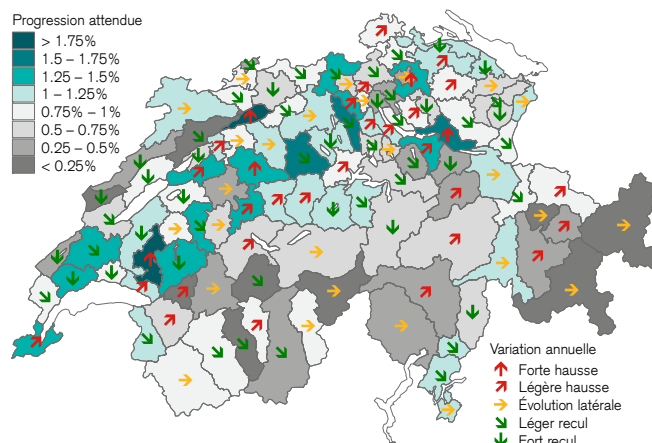 Progression attendue
> 1.75%
1.5 – 1.75%
1.25 – 1.5%
1 – 1.25%
0.75% – 1%
0.5 – 0.75%
0.25 – 0.5%
< 0.25%
Variation annuelle
Forte hausse
Légère hausse
Évolution latérale
Léger recul
Fort recul